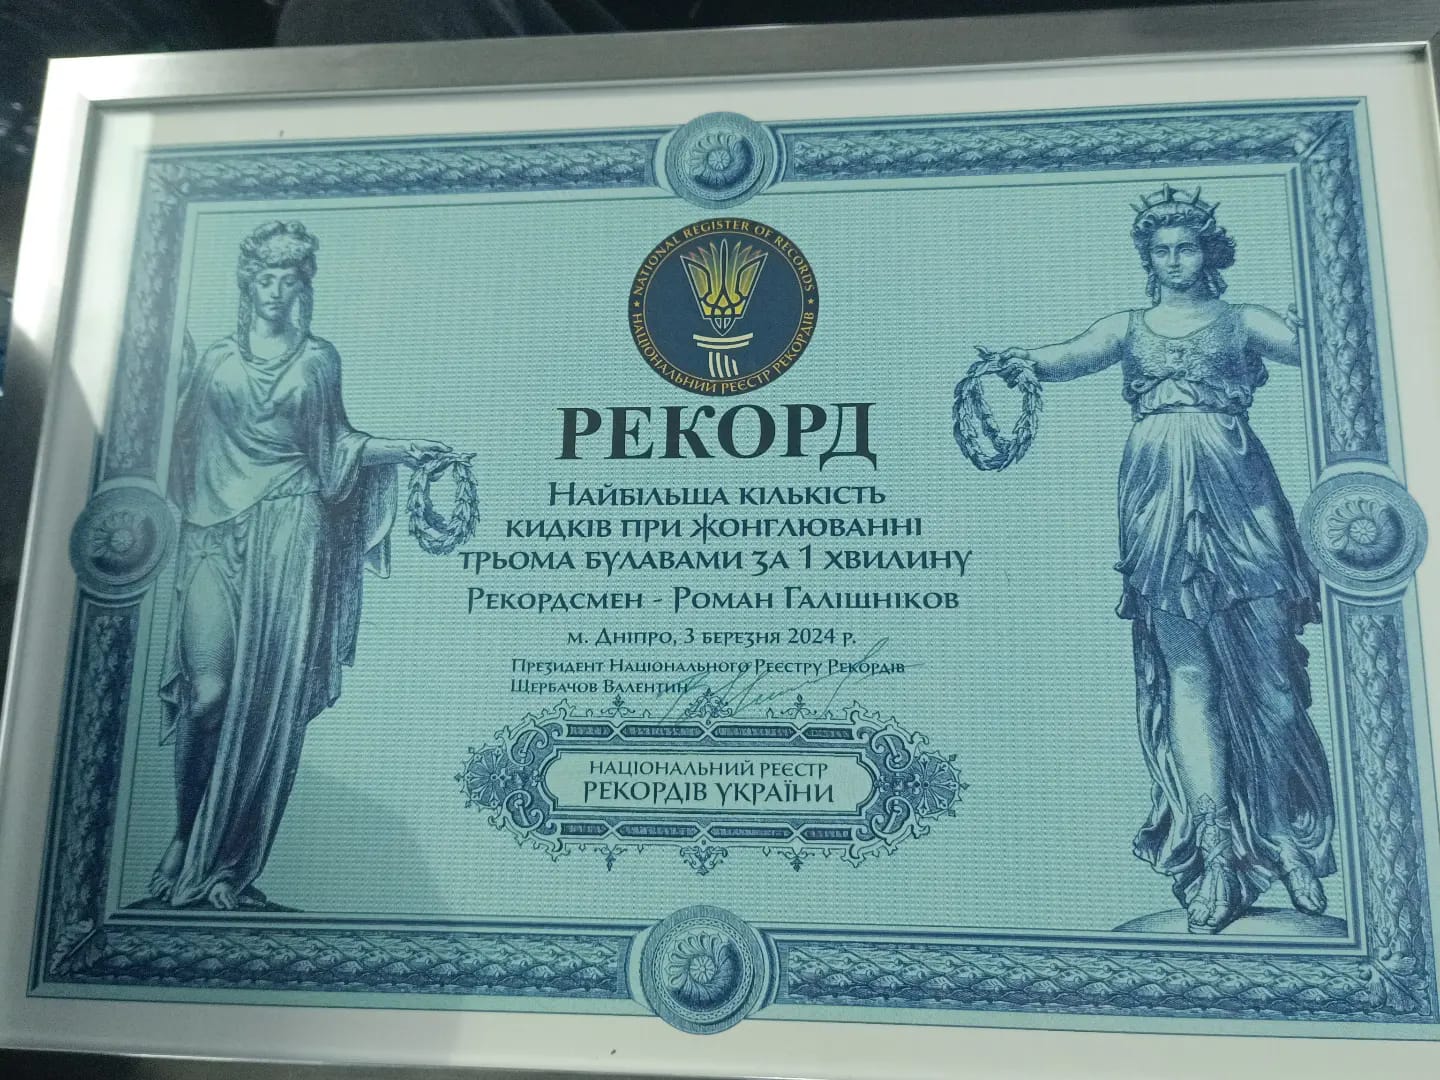 NATIONAL REGISTER OF RECORDS
НАЦІОНАЛЬНИЙ РЕЄСТР РЕКОРДІВ
РЕКОРД
Найбільша кількість
кидків при жонглюванні
трьома булавами за 1 хвилину
Рекордсмен - Роман Галішніков
м. Дніпро, 3 березня 2024 р.
Президент Національного Реєстру Рекордів
Щербачов Валентин
НАЦІОНАЛЬНИЙ РЕЄСТР
РЕКОРДІВ УКРАЇНИ